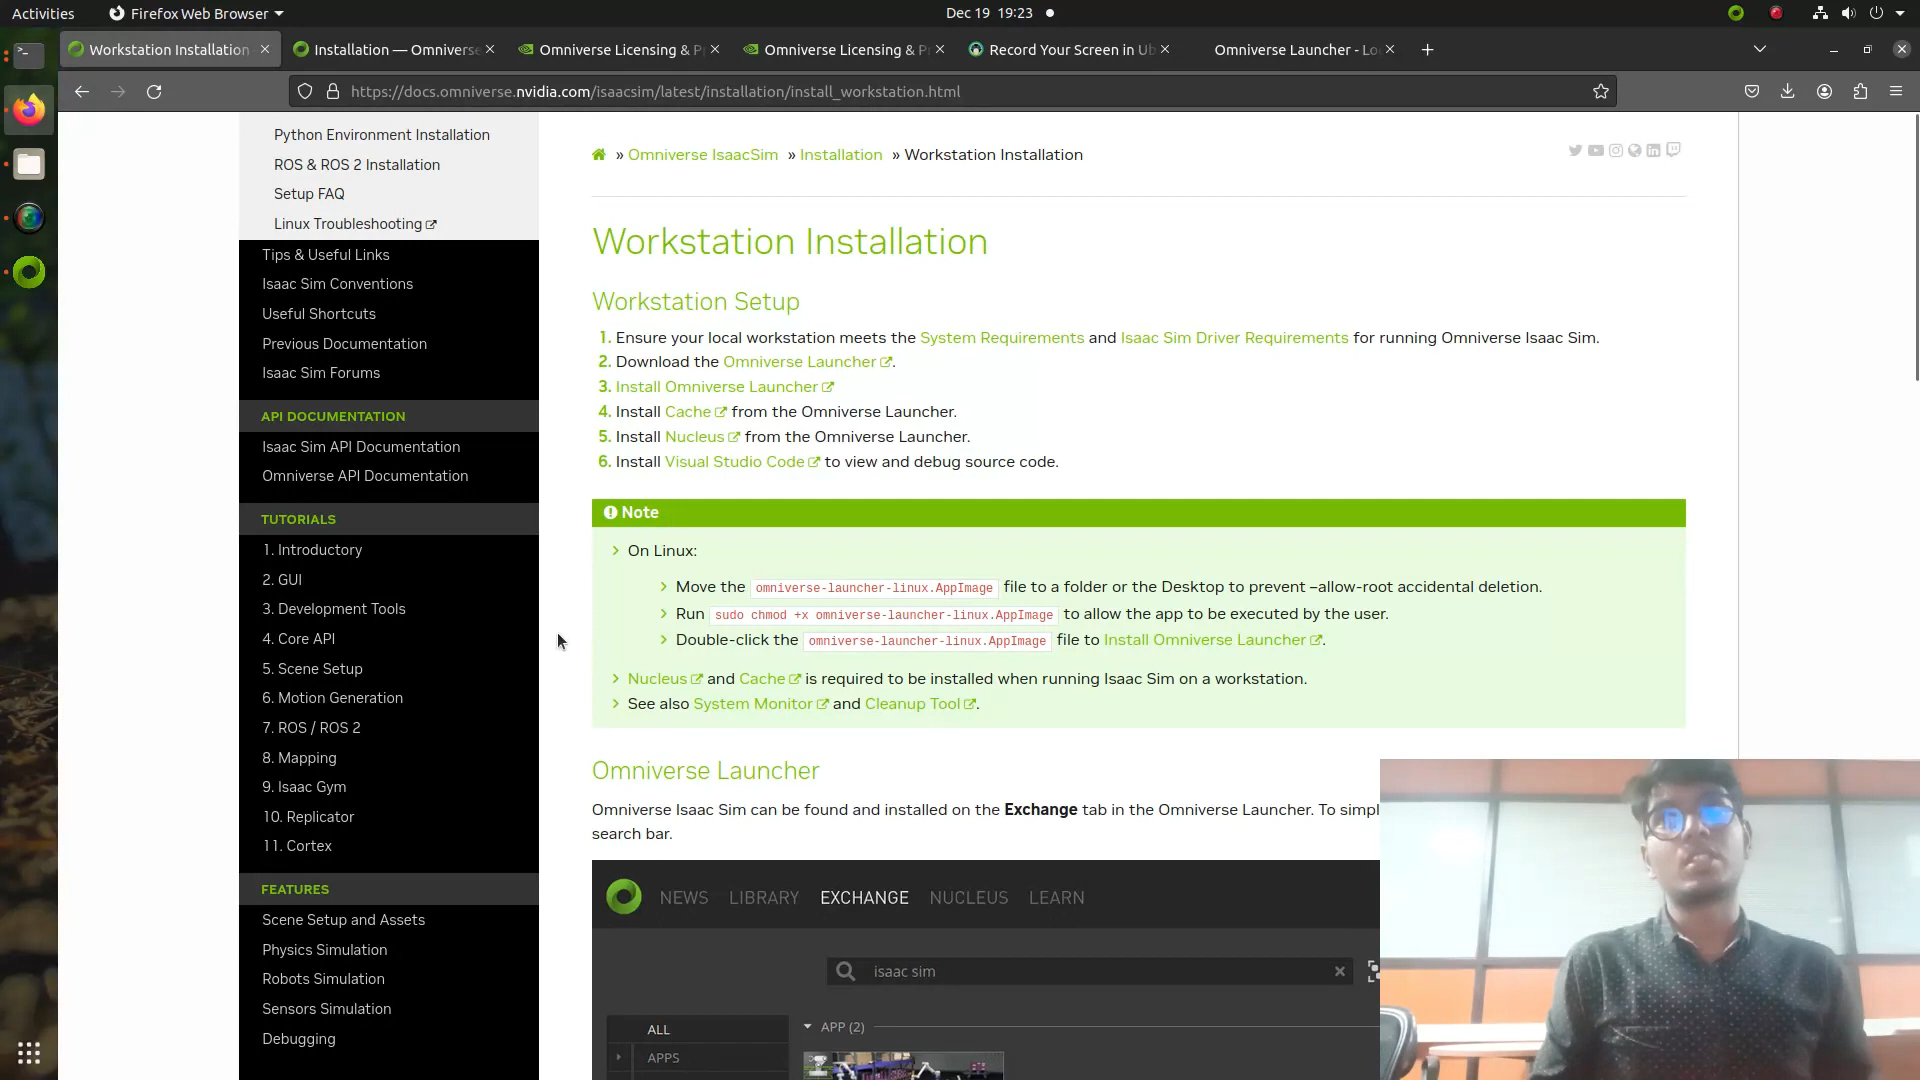 Activities
Firefox Web Browser
Dec 19 19:23
Workstation Installation
Installation — Omniverse
Omniverse Licensing & P
Omniverse Licensing & P
Record Your Screen in Ub
Omniverse Launcher - Lo
https://docs.omniverse.nvidia.com/isaacsim/latest/installation/install_workstation.html
Python Environment Installation
ROS & ROS 2 Installation
Setup FAQ
Linux Troubleshooting
Tips & Useful Links
Isaac Sim Conventions
Useful Shortcuts
Previous Documentation
Isaac Sim Forums
API DOCUMENTATION
Isaac Sim API Documentation
Omniverse API Documentation
TUTORIALS
1. Introductory
2. GUI
3. Development Tools
4. Core API
5. Scene Setup
6. Motion Generation
7. ROS / ROS 2
8. Mapping
9. Isaac Gym
10. Replicator
11. Cortex
FEATURES
Scene Setup and Assets
Physics Simulation
Robots Simulation
Sensors Simulation
Debugging
» Omniverse IsaacSim » Installation » Workstation Installation
Workstation Installation
Workstation Setup
1. Ensure your local workstation meets the System Requirements and Isaac Sim Driver Requirements for running Omniverse Isaac Sim.
2. Download the Omniverse Launcher.
3. Install Omniverse Launcher
4. Install Cache from the Omniverse Launcher.
5. Install Nucleus from the Omniverse Launcher.
6. Install Visual Studio Code to view and debug source code.
Note
On Linux:
Move the omniverse-launcher-linux.AppImage file to a folder or the Desktop to prevent –allow-root accidental deletion.
Run sudo chmod +x omniverse-launcher-linux.AppImage to allow the app to be executed by the user.
Double-click the omniverse-launcher-linux.AppImage file to Install Omniverse Launcher.
Nucleus and Cache is required to be installed when running Isaac Sim on a workstation.
See also System Monitor and Cleanup Tool.
Omniverse Launcher
Omniverse Isaac Sim can be found and installed on the Exchange tab in the Omniverse Launcher. To simpl
search bar.
NEWS LIBRARY EXCHANGE NUCLEUS LEARN
isaac sim
ALL
APPS
APP (2)